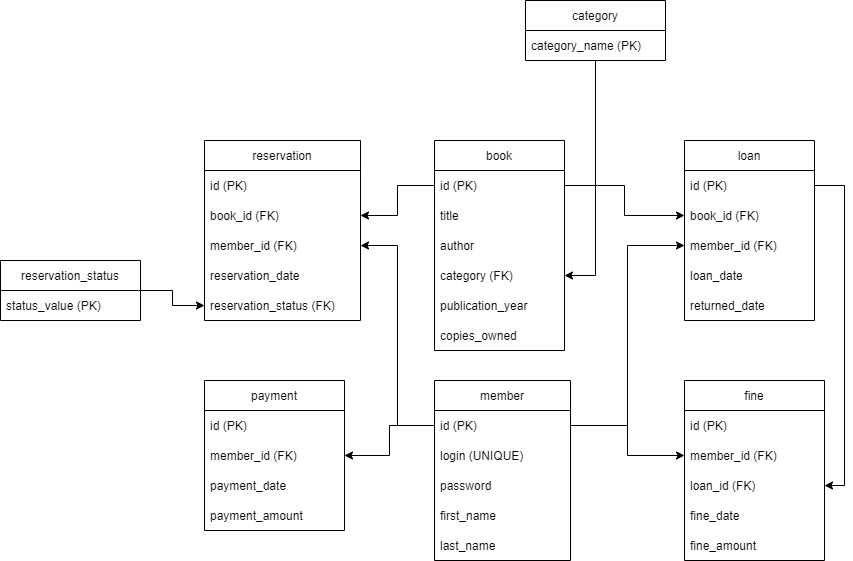 category
category_name (PK)
reservation
id (PK)
book_id (FK)
member_id (FK)
reservation_date
reservation_status (FK)
book
id (PK)
title
author
category (FK)
publication_year
copies_owned
loan
id (PK)
book_id (FK)
member_id (FK)
loan_date
returned_date
reservation_status
status_value (PK)
payment
id (PK)
member_id (FK)
payment_date
payment_amount
member
id (PK)
login (UNIQUE)
password
first_name
last_name
fine
id (PK)
member_id (FK)
loan_id (FK)
fine_date
fine_amount